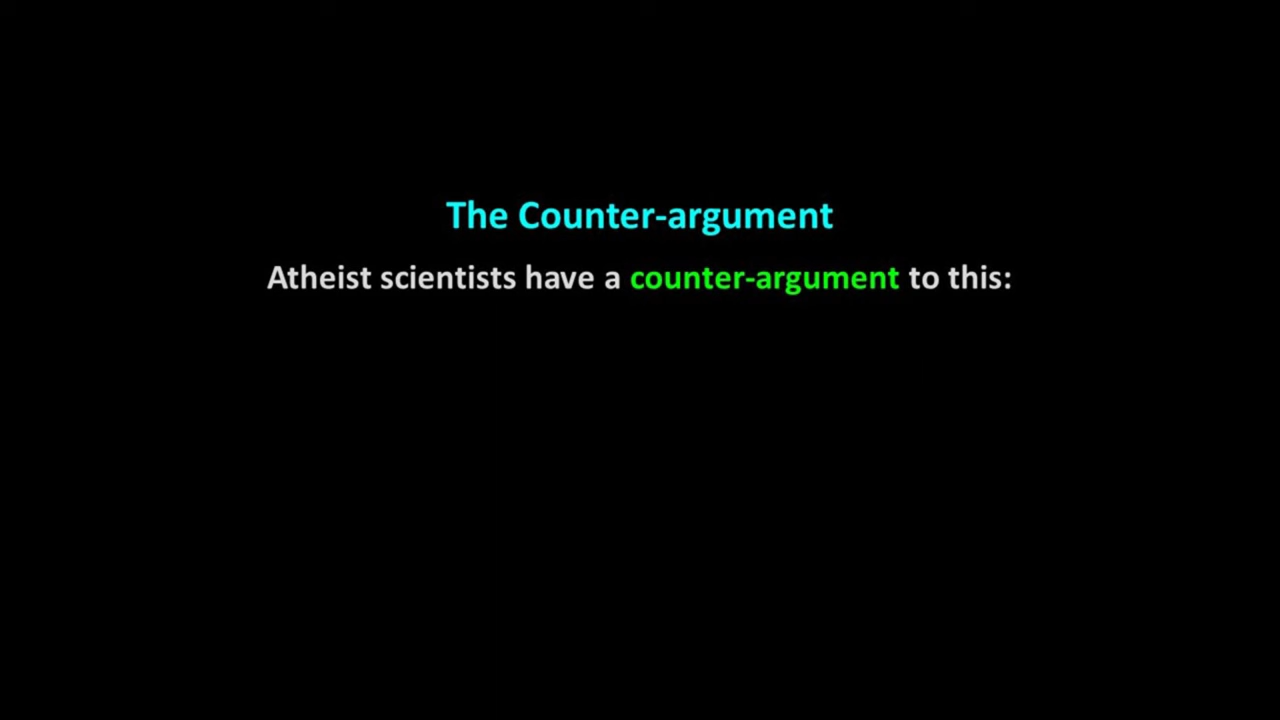 The Counter-argument
Atheist scientists have a counter-argument to this: